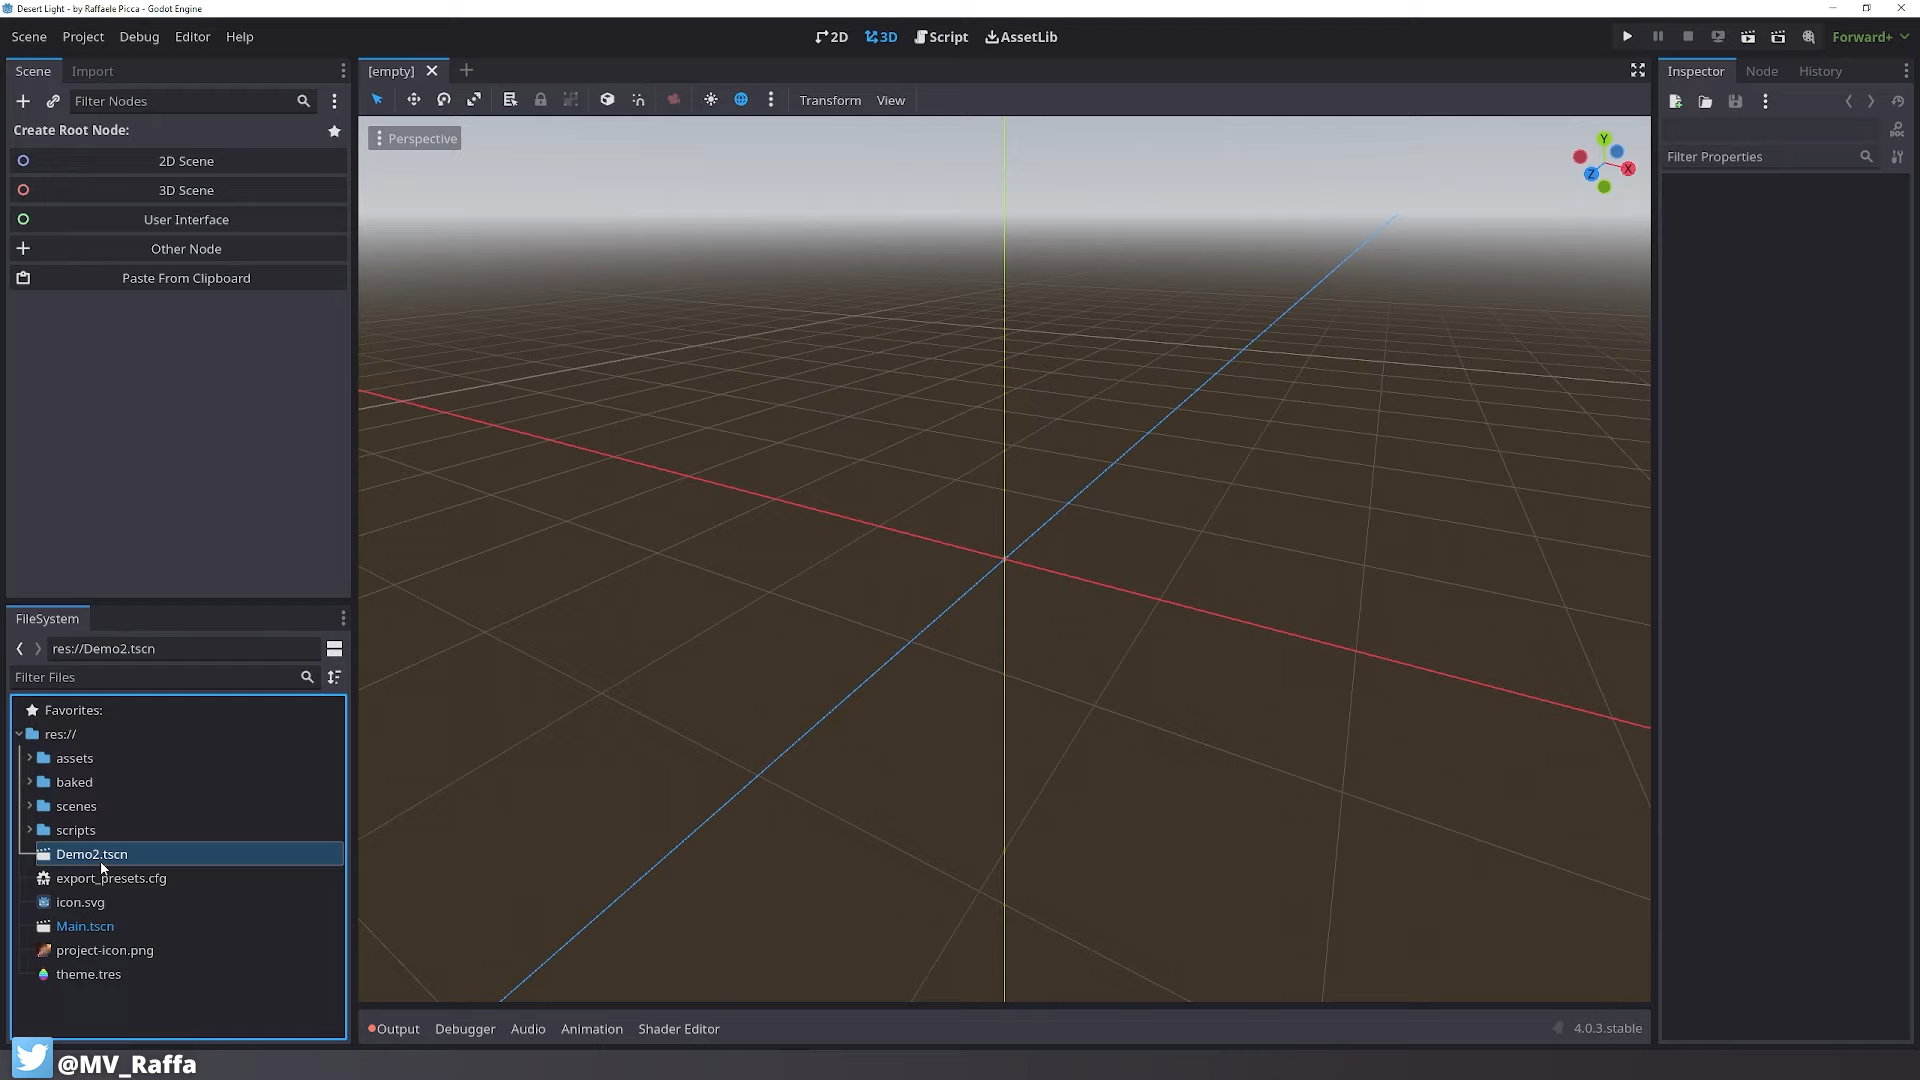 Desert Light - by Raffaele Picca - Godot Engine
Scene Project Debug Editor Help
2D 3D Script AssetLib
Forward+
Scene Import
Filter Nodes
Create Root Node:
2D Scene
3D Scene
User Interface
Other Node
Paste From Clipboard
[empty]
Transform View
Perspective
Y
X
Z
Inspector Node History
Filter Properties
FileSystem
res://Demo2.tscn
Filter Files
Favorites:
res://
assets
baked
scenes
scripts
Demo2.tscn
export_presets.cfg
icon.svg
Main.tscn
project-icon.png
theme.tres
Output Debugger Audio Animation Shader Editor
4.0.3.stable
@MV_Raffa